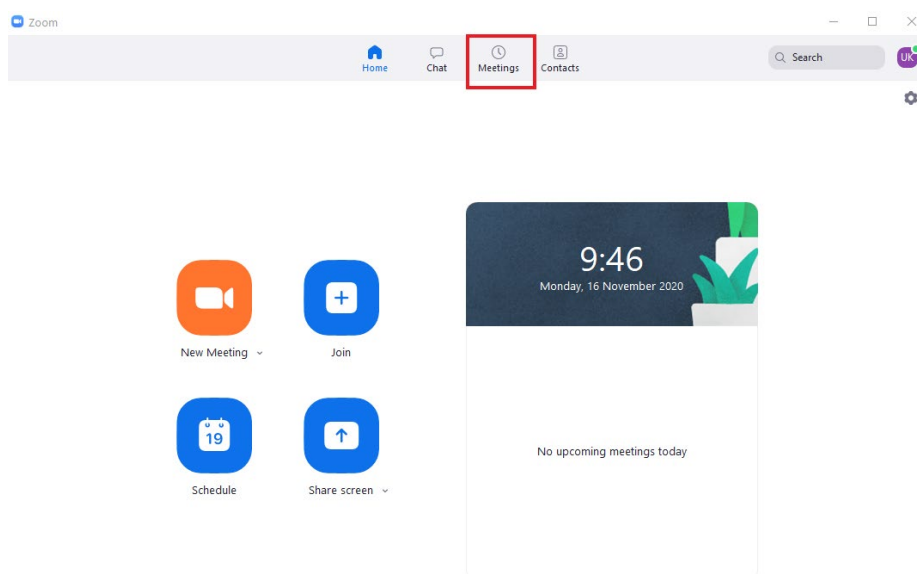 Zoom
Home
Chat
Meetings
Contacts
Search
UK
9:46
Monday, 16 November 2020
New Meeting
Join
19
Schedule
Share screen
No upcoming meetings today